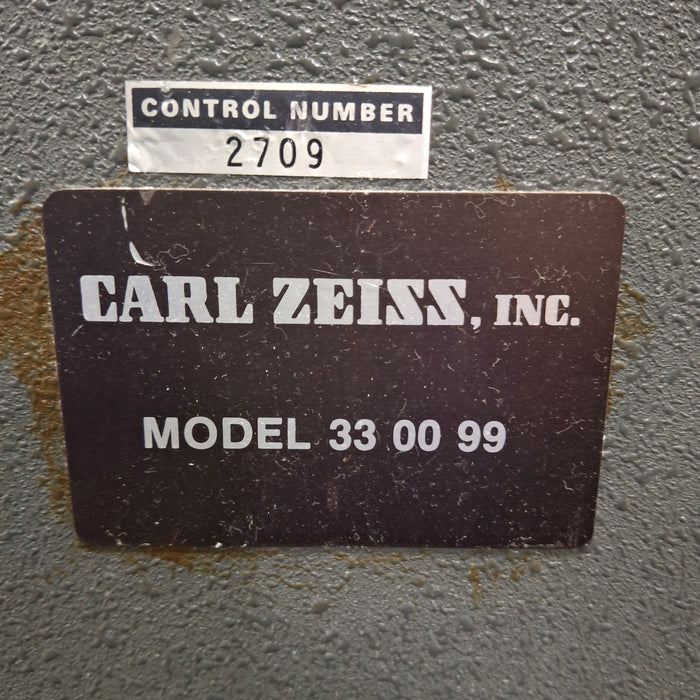 CONTROL NUMBER
2709
CARL ZEISS, INC.
MODEL 33 00 99